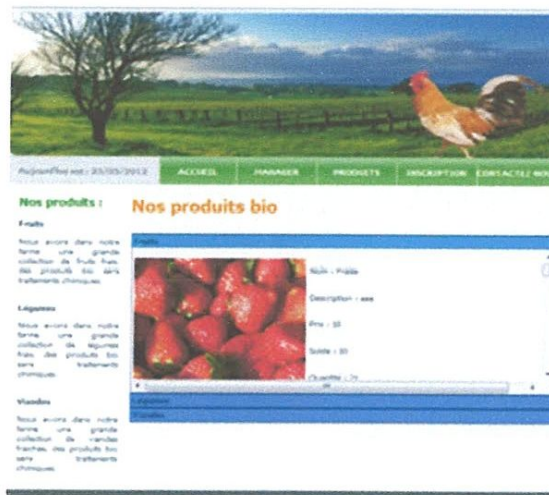 Aujourd'hui est : 23/05/2012
ACCUEIL
MANAGER
PRODUITS
INSCRIPTION
CONTACTEZ NOU
Nos produits :
Fruits
Nous avons dans notre
ferme une grande
collection de fruits frais,
des produits bio sans
traitements chimiques.
Légumes
Nous avons dans notre
ferme une grande
collection de légumes
frais, des produits bio
sans traitements
chimiques.
Viandes
Nous avons dans notre
ferme une grande
collection de viandes
fraiches, des produits bio
sans traitements
chimiques.
Nos produits bio
Fruits
Nom : Fraise
Description :
Prix : 10
Solde : 10
Quantité :
Légumes
Viandes